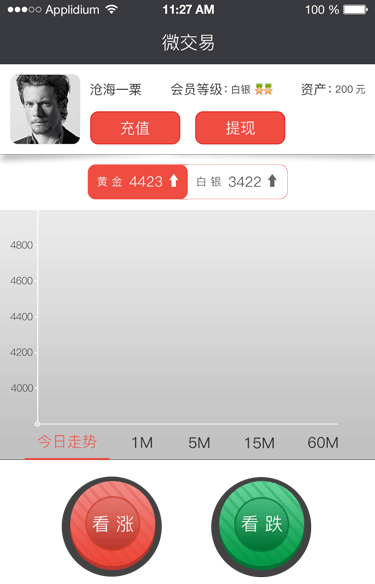 Applidium 11:27 AM 100 %
微交易
沧海一粟 会员等级：白银 资产：200 元
充值 提现
黄金 4423 白银 3422
4800
4600
4400
4200
4000
今日走势 1M 5M 15M 60M
看涨 看跌